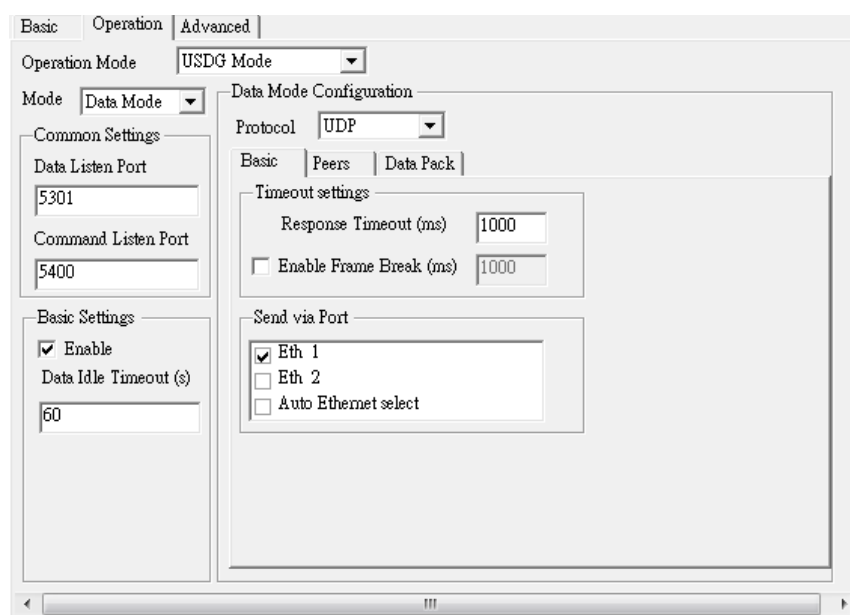 Basic Operation Advanced
Operation Mode USDG Mode
Mode Data Mode
Common Settings
Data Listen Port
5301
Command Listen Port
5400
Basic Settings
Enable
Data Idle Timeout (s)
60
Data Mode Configuration
Protocol UDP
Basic Peers Data Pack
Timeout settings
Response Timeout (ms) 1000
Enable Frame Break (ms) 1000
Send via Port
Eth 1
Eth 2
Auto Ethernet select